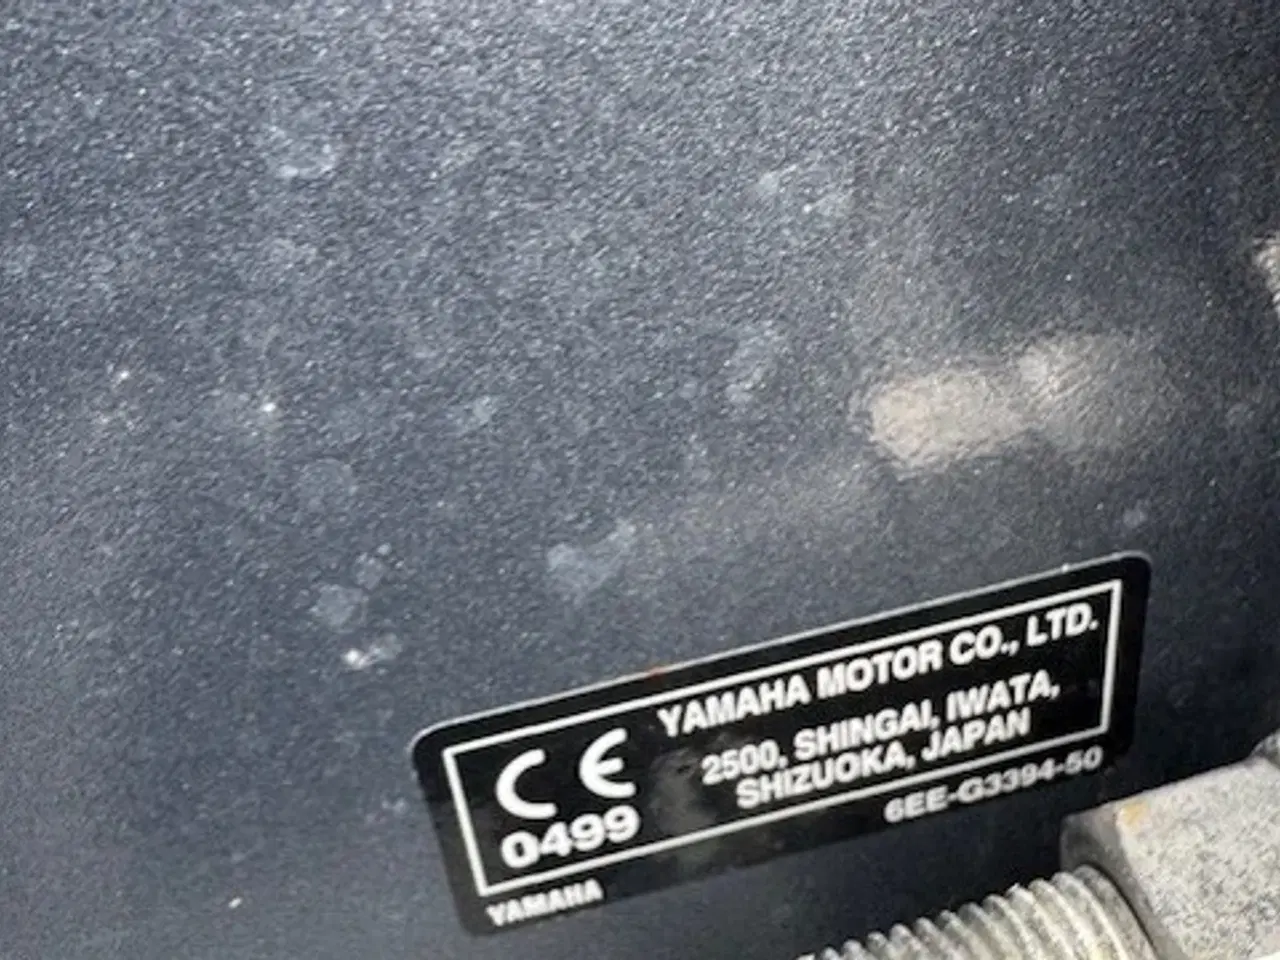 YAMAHA MOTOR CO., LTD.
2500, SHINGAI, IWATA,
SHIZUOKA, JAPAN
CE
0499
6EE-G3394-50
YAMAHA